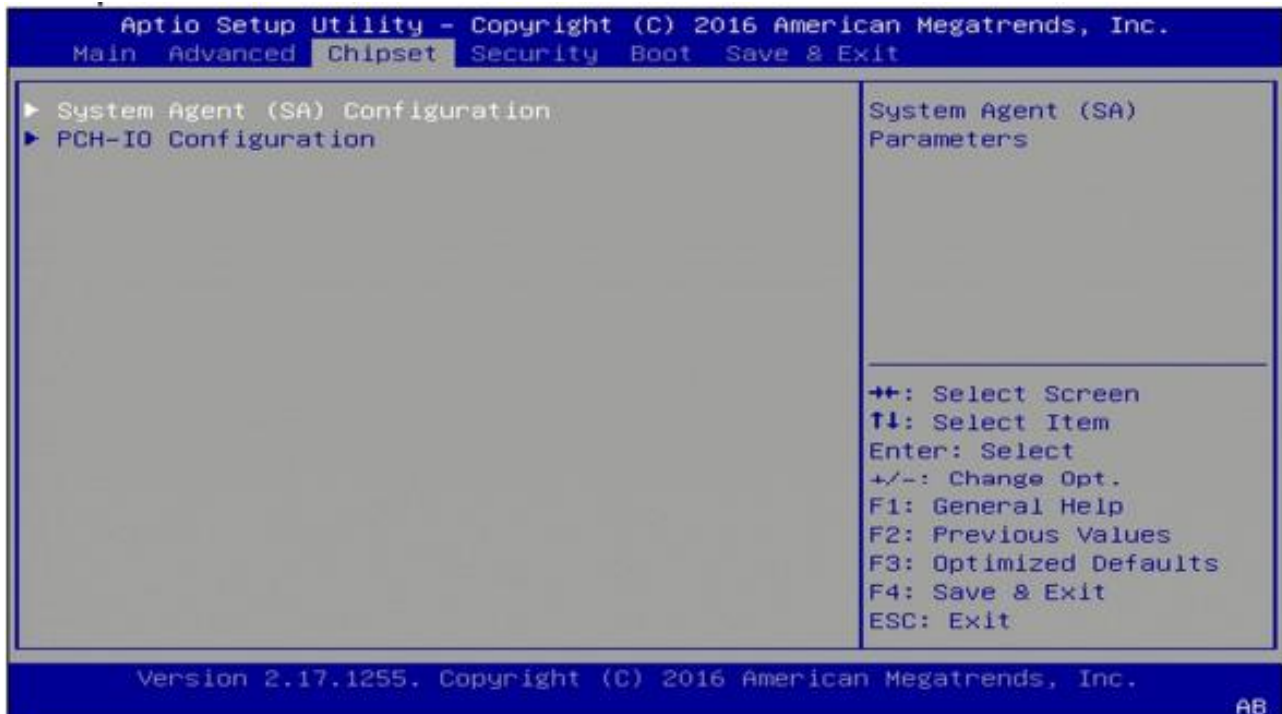 Aptio Setup Utility – Copyright (C) 2016 American Megatrends, Inc.
Main Advanced Chipset Security Boot Save & Exit
► System Agent (SA) Configuration
► PCH-IO Configuration
System Agent (SA)
Parameters
→←: Select Screen
↑↓: Select Item
Enter: Select
+/-: Change Opt.
F1: General Help
F2: Previous Values
F3: Optimized Defaults
F4: Save & Exit
ESC: Exit
Version 2.17.1255. Copyright (C) 2016 American Megatrends, Inc.
AB